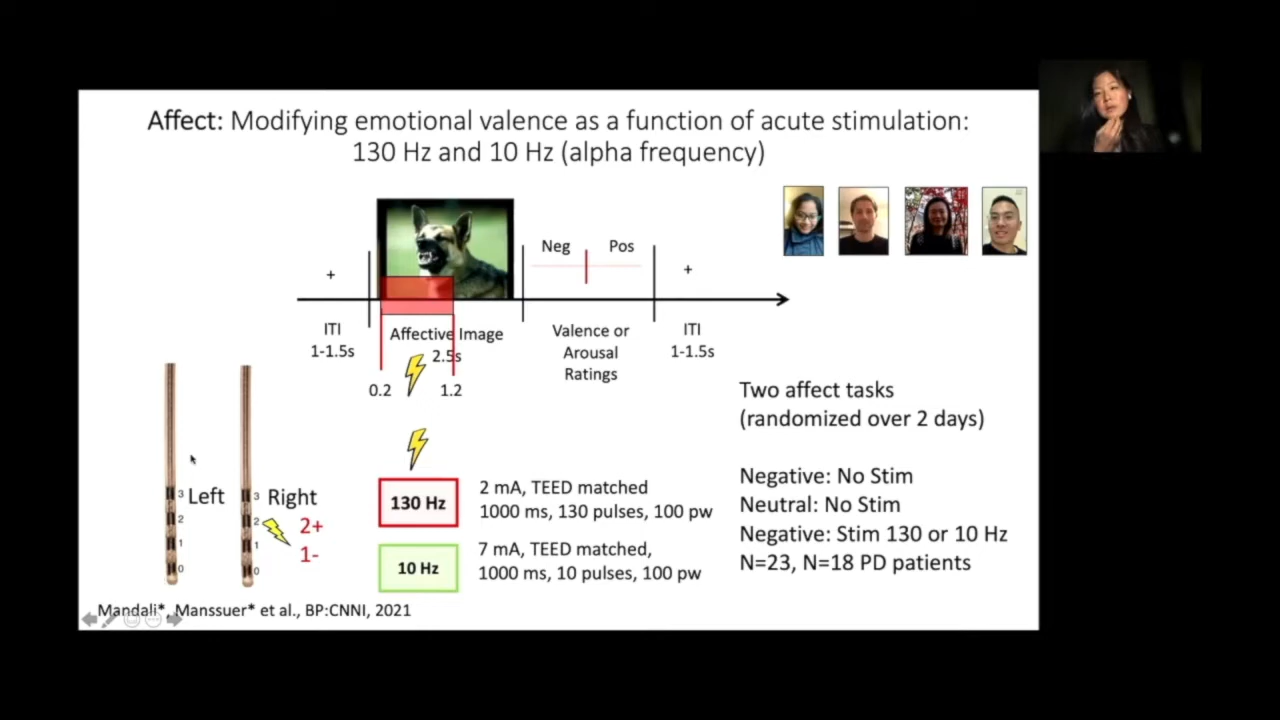 Affect: Modifying emotional valence as a function of acute stimulation:
130 Hz and 10 Hz (alpha frequency)
Neg Pos
+
+
ITI
1-1.5s
Affective Image
2.5s
Valence or
Arousal
Ratings
ITI
1-1.5s
0.2
1.2
3
2
1
0
Left
3
2
1
0
Right
2+
1-
130 Hz
2 mA, TEED matched
1000 ms, 130 pulses, 100 pw
10 Hz
7 mA, TEED matched,
1000 ms, 10 pulses, 100 pw
Two affect tasks
(randomized over 2 days)
Negative: No Stim
Neutral: No Stim
Negative: Stim 130 or 10 Hz
N=23, N=18 PD patients
Mandali*, Manssuer* et al., BP:CNNI, 2021